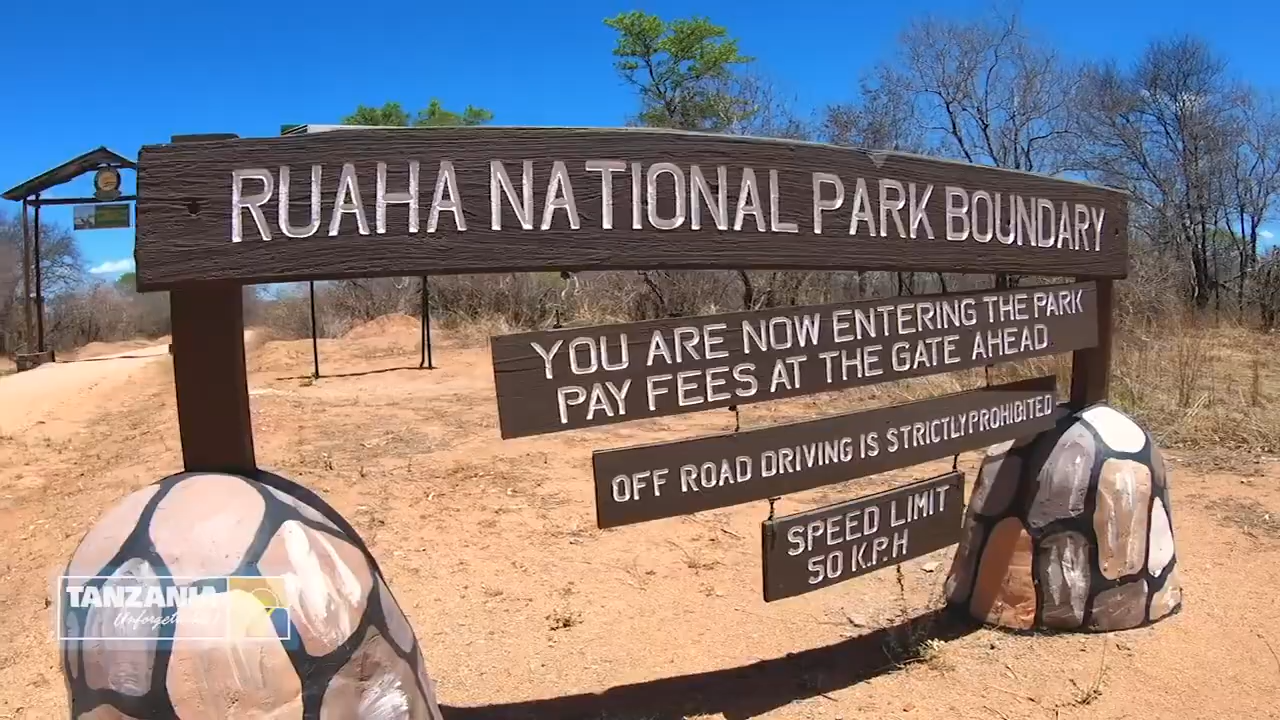 RUAHA NATIONAL PARK BOUNDARY
YOU ARE NOW ENTERING THE PARK
PAY FEES AT THE GATE AHEAD
OFF ROAD DRIVING IS STRICTLY PROHIBITED
SPEED LIMIT
50 K.P.H
TANZANIA